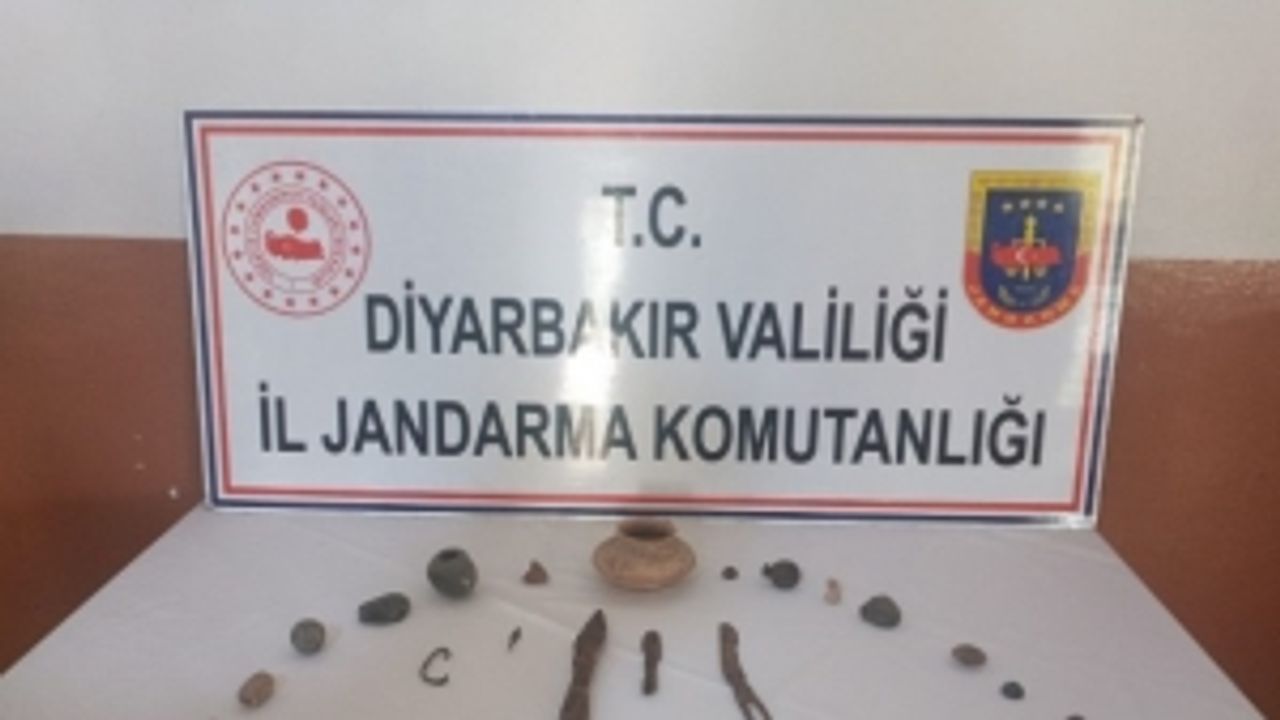 T.C.
DİYARBAKIR VALİLİĞİ
İL JANDARMA KOMUTANLIĞI